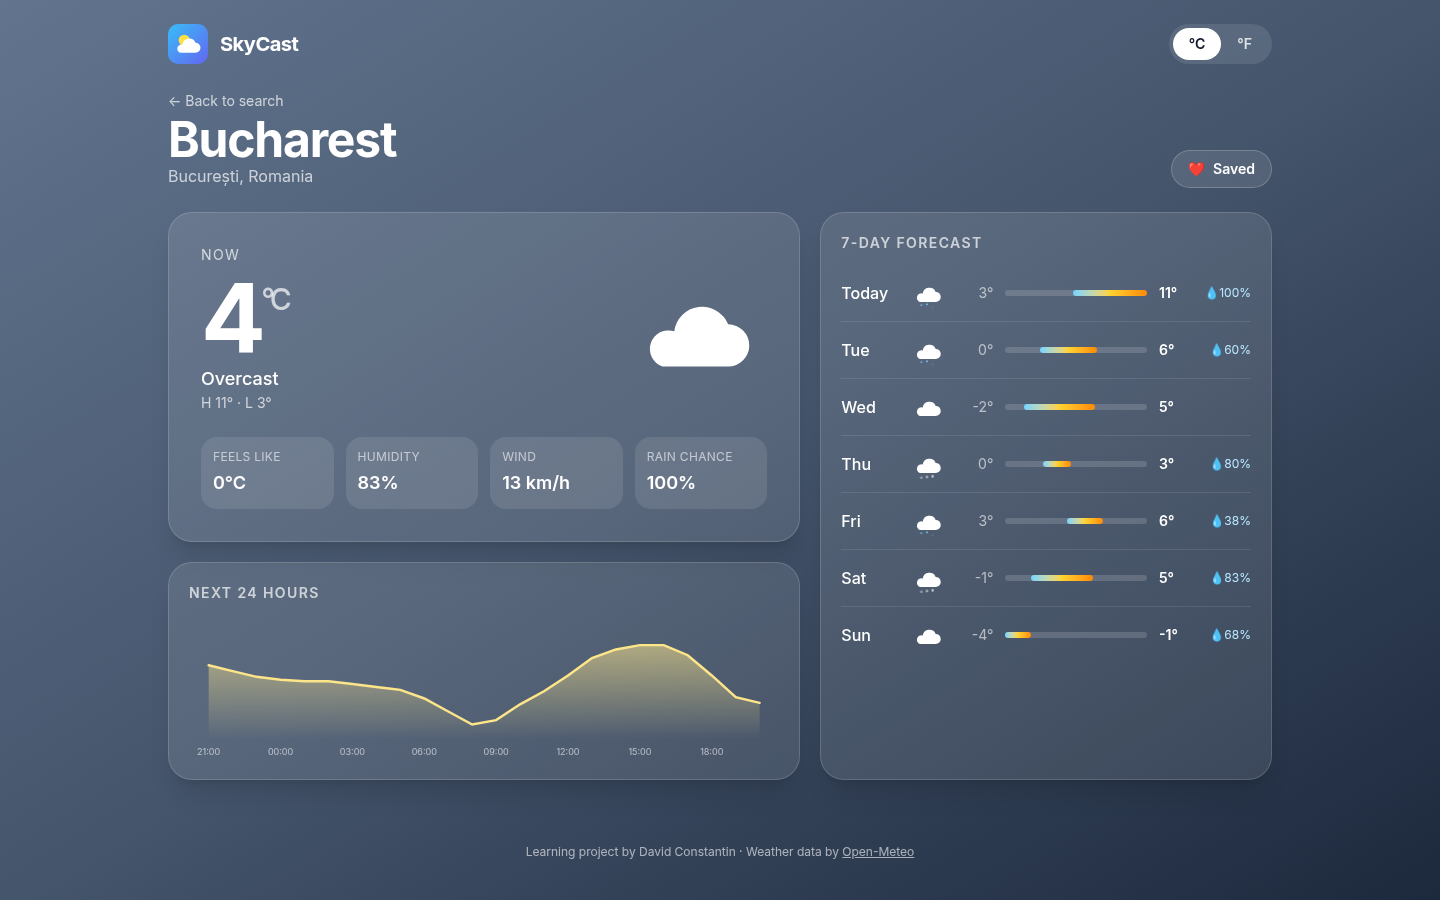 SkyCast
°C °F
← Back to search
Bucharest
București, Romania
❤️ Saved
NOW
4°C
Overcast
H 11° · L 3°
FEELS LIKE
0°C
HUMIDITY
83%
WIND
13 km/h
RAIN CHANCE
100%
NEXT 24 HOURS
21:00 00:00 03:00 06:00 09:00 12:00 15:00 18:00
7-DAY FORECAST
Today 3° 11° 💧100%
Tue 0° 6° 💧60%
Wed -2° 5°
Thu 0° 3° 💧80%
Fri 3° 6° 💧38%
Sat -1° 5° 💧83%
Sun -4° -1° 💧68%
Learning project by David Constantin · Weather data by Open-Meteo